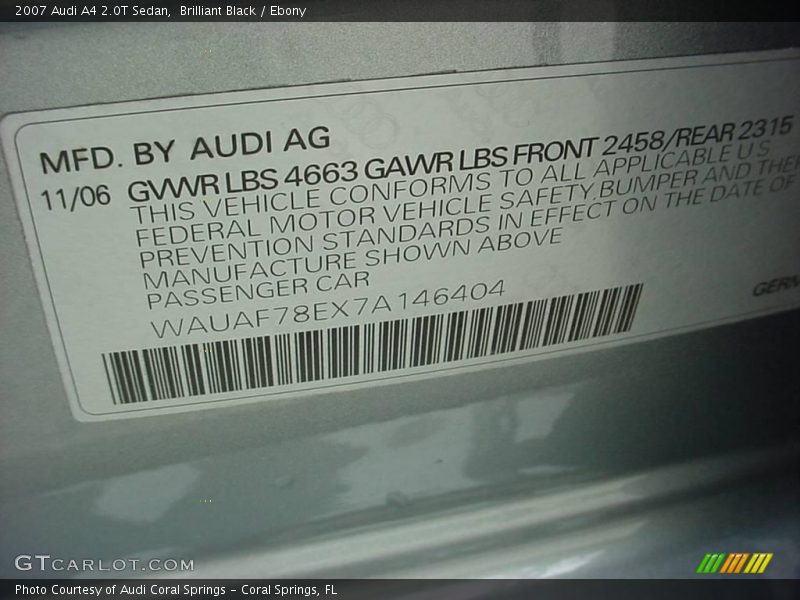 2007 Audi A4 2.0T Sedan,  Brilliant Black / Ebony
MFD. BY AUDI AG
11/06 GVWR LBS 4663 GAWR LBS FRONT 2458/REAR 2315
THIS VEHICLE CONFORMS TO ALL APPLICABLE U S
FEDERAL MOTOR VEHICLE SAFETY BUMPER AND THEF
PREVENTION STANDARDS IN EFFECT ON THE DATE OF
MANUFACTURE SHOWN ABOVE
PASSENGER CAR
WAUAF78EX7A146404
GERM
GTCARLOT.COM
Photo Courtesy of Audi Coral Springs – Coral Springs, FL